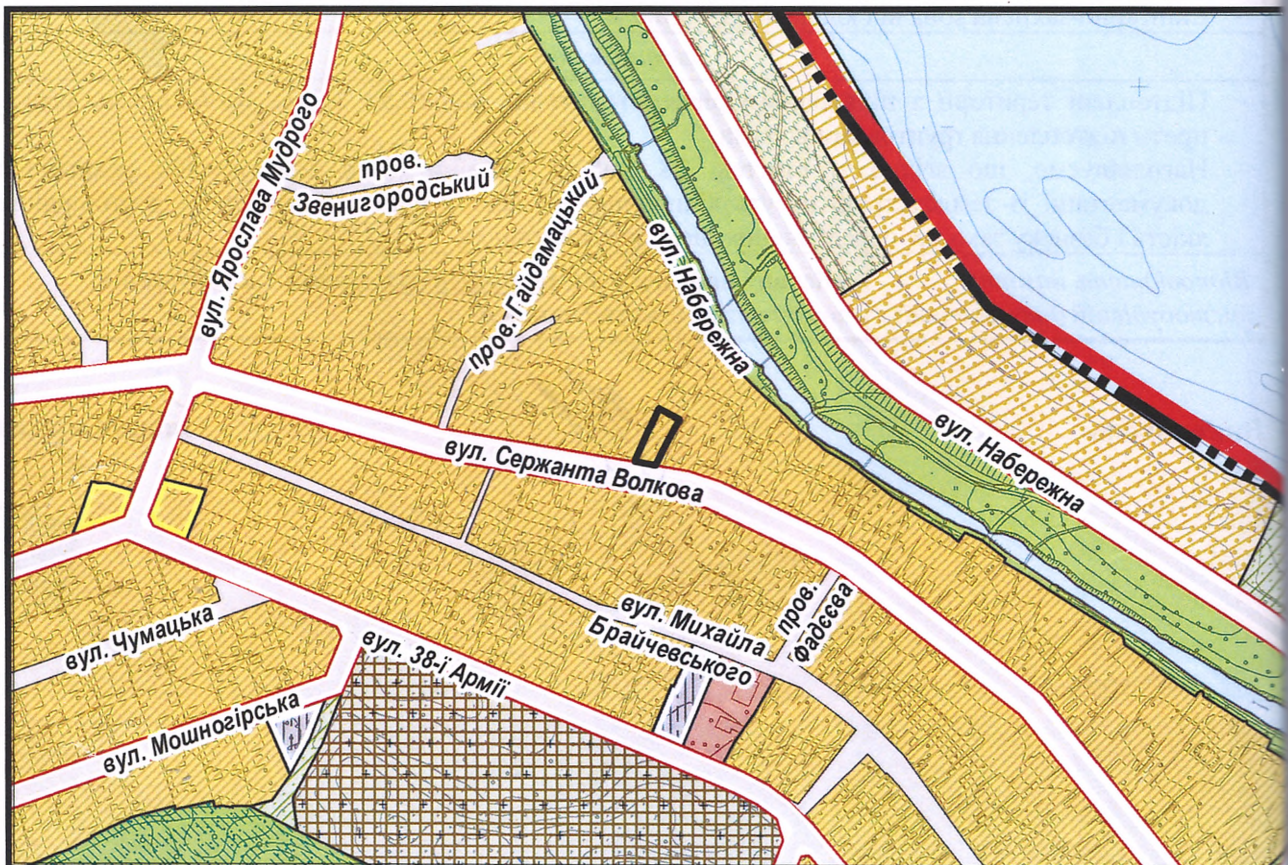 вул. Ярослава Мудрого
пров.
Звенигородський
пров. Гайдамацький
вул. Набережна
вул. Набережна
вул. Сержанта Волкова
вул. Михайла
Брайчевського
пров.
Фадєєва
вул. Чумацька
вул. 38-ї Армії
вул. Мошногірська